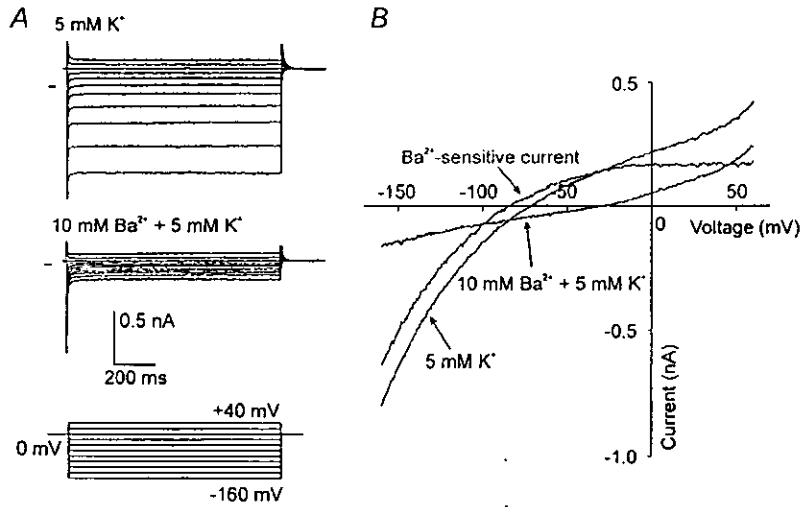 A
5 mM K⁺
10 mM Ba²⁺ + 5 mM K⁺
0.5 nA
200 ms
+40 mV
0 mV
-160 mV
B
0.5
Ba²⁺-sensitive current
-150
-100
-50
0
50
Voltage (mV)
10 mM Ba²⁺ + 5 mM K⁺
-0.5
5 mM K⁺
Current (nA)
-1.0